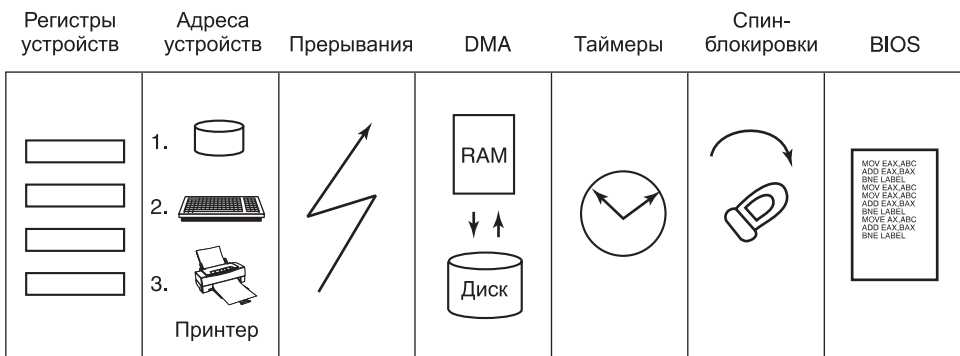 Регистры
устройств
Адреса
устройств
Прерывания
DMA
Таймеры
Спин-
блокировки
BIOS
1.
2.
3.
Принтер
RAM
Диск
MOV EAX,ABC
ADD EAX,BAX
BNE LABEL
MOV EAX,ABC
MOV EAX,ABC
ADD EAX,BAX
BNE LABEL
MOVE AX,ABC
ADD EAX,BAX
BNE LABEL